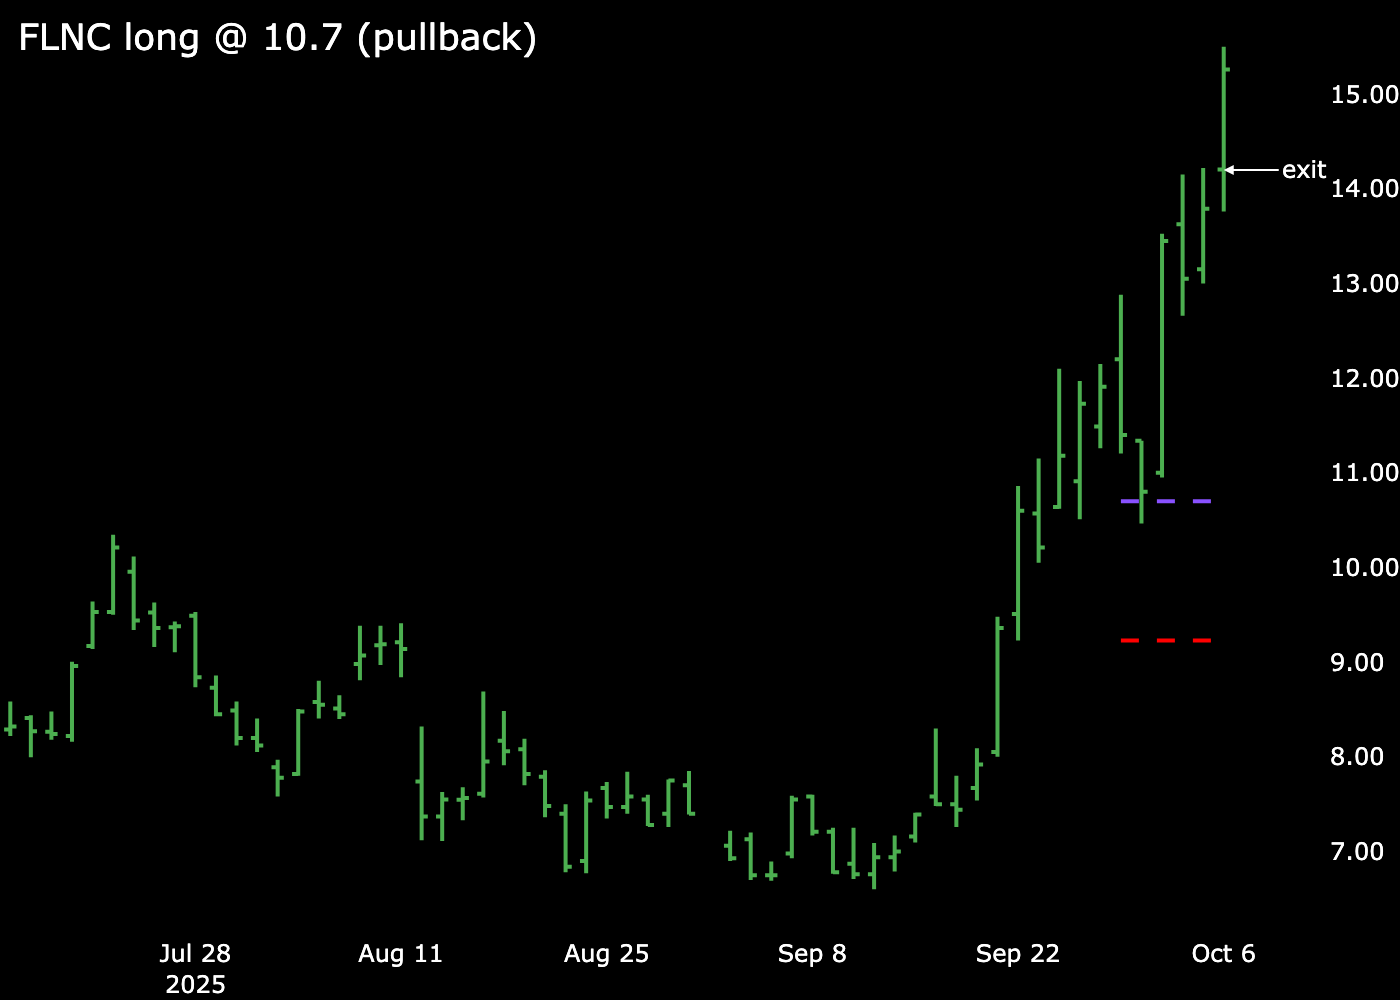 FLNC long @ 10.7 (pullback)
15.00
exit
14.00
13.00
12.00
11.00
10.00
9.00
8.00
7.00
Jul 28
2025
Aug 11
Aug 25
Sep 8
Sep 22
Oct 6